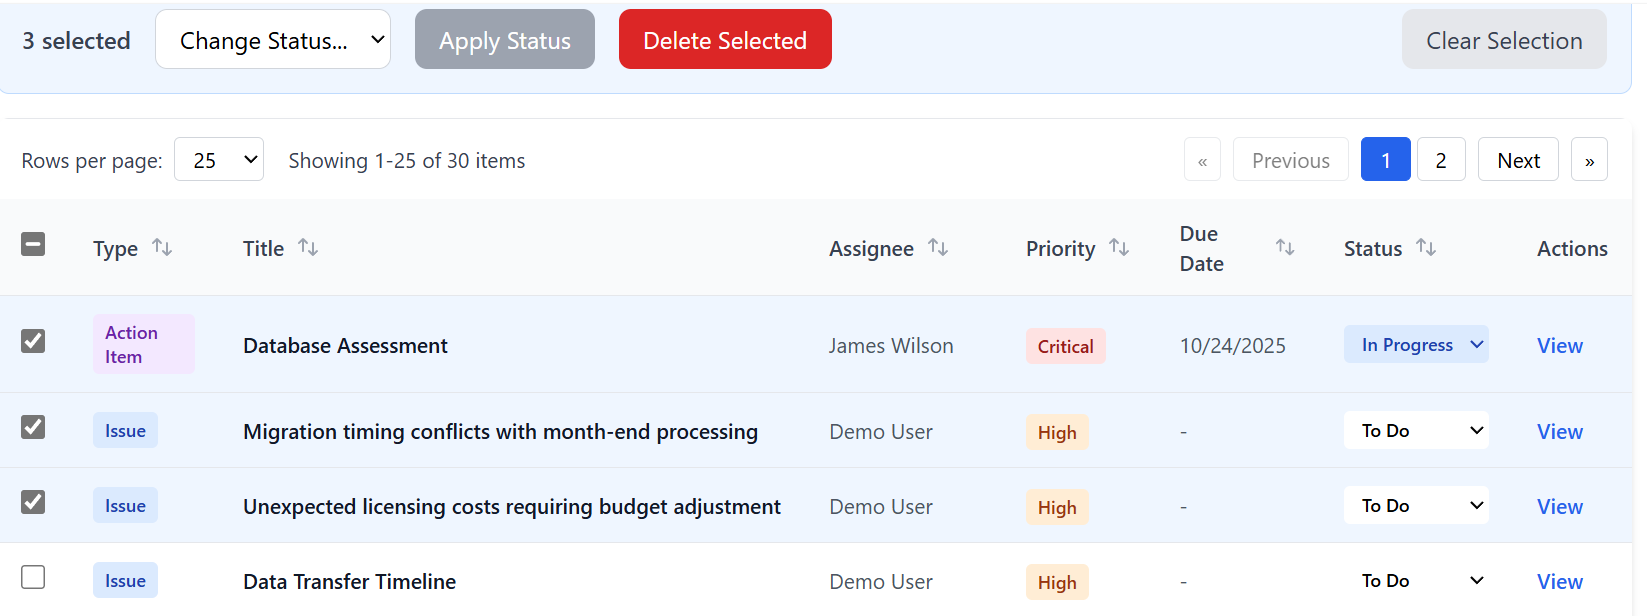 3 selected Change Status... Apply Status Delete Selected Clear Selection
Rows per page: 25 Showing 1-25 of 30 items « Previous 1 2 Next »
Type Title Assignee Priority Due Date Status Actions
Action Item Database Assessment James Wilson Critical 10/24/2025 In Progress View
Issue Migration timing conflicts with month-end processing Demo User High - To Do View
Issue Unexpected licensing costs requiring budget adjustment Demo User High - To Do View
Issue Data Transfer Timeline Demo User High - To Do View